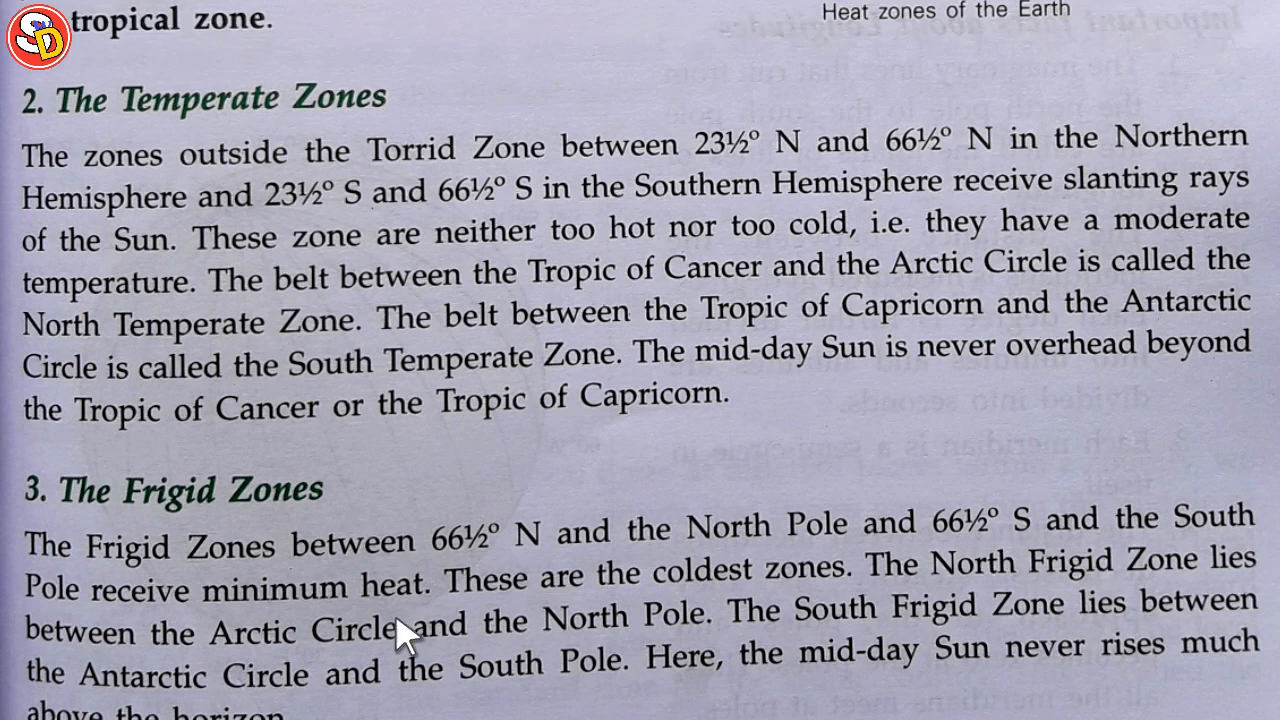 SD
tropical zone.
Heat zones of the Earth
2. The Temperate Zones
The zones outside the Torrid Zone between 23½° N and 66½° N in the Northern
Hemisphere and 23½° S and 66½° S in the Southern Hemisphere receive slanting rays
of the Sun. These zone are neither too hot nor too cold, i.e. they have a moderate
temperature. The belt between the Tropic of Cancer and the Arctic Circle is called the
North Temperate Zone. The belt between the Tropic of Capricorn and the Antarctic
Circle is called the South Temperate Zone. The mid-day Sun is never overhead beyond
the Tropic of Cancer or the Tropic of Capricorn.
3. The Frigid Zones
The Frigid Zones between 66½° N and the North Pole and 66½° S and the South
Pole receive minimum heat. These are the coldest zones. The North Frigid Zone lies
between the Arctic Circle and the North Pole. The South Frigid Zone lies between
the Antarctic Circle and the South Pole. Here, the mid-day Sun never rises much
above the horizon